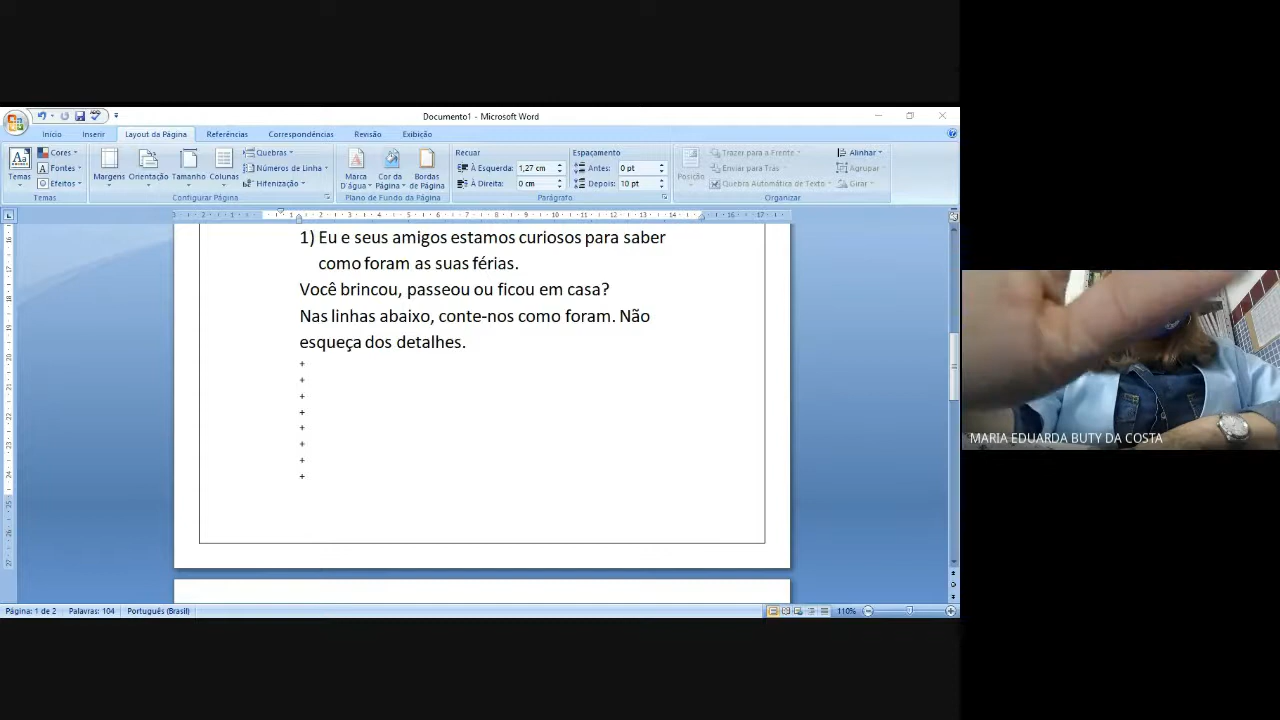 Documento1 - Microsoft Word
Início Inserir Layout da Página Referências Correspondências Revisão Exibição
Temas Cores Fontes Efeitos Temas
Margens Orientação Tamanho Colunas Quebras Números de Linha Hifenização Configurar Página
Marca D'água Cor da Página Bordas de Página Plano de Fundo da Página
Recuar À Esquerda: 1,27 cm À Direita: 0 cm Espaçamento Antes: 0 pt Depois: 10 pt Parágrafo
Posição Trazer para a Frente Enviar para Trás Quebra Automática de Texto Alinhar Agrupar Girar Organizar
1) Eu e seus amigos estamos curiosos para saber
como foram as suas férias.
Você brincou, passeou ou ficou em casa?
Nas linhas abaixo, conte-nos como foram. Não
esqueça dos detalhes.
+
+
+
+
+
+
+
+
MARIA EDUARDA BUTY DA COSTA
Página: 1 de 2 Palavras: 104 Português (Brasil) 110%